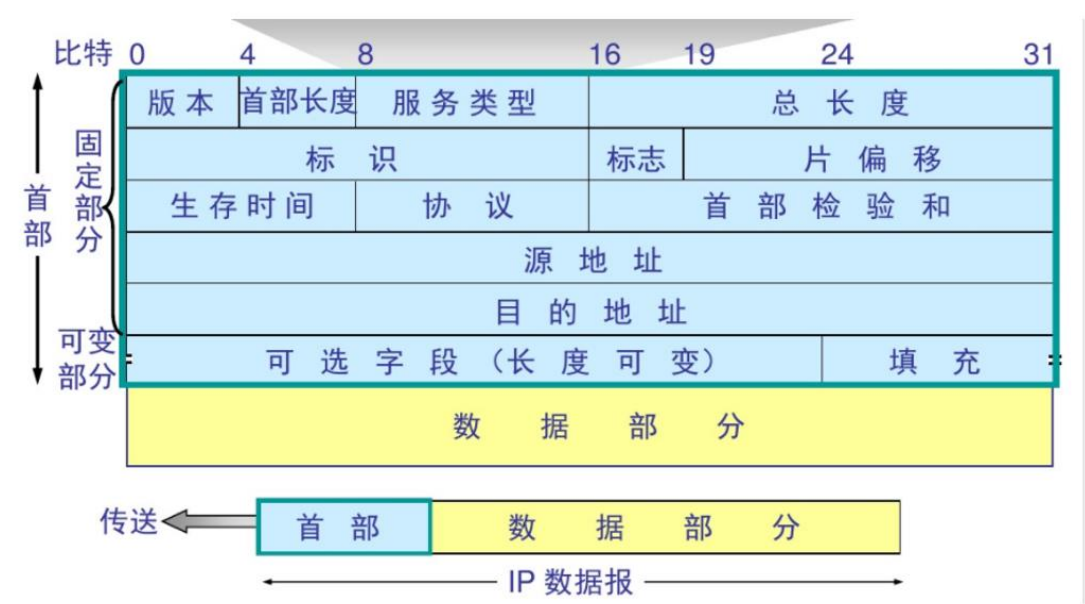 比特 0 4 8 16 19 24 31
版本 首部长度 服务类型 总长度
标识 标志 片偏移
生存时间 协议 首部检验和
源地址
目的地址
可选字段（长度可变） 填充
数据部分
首部
固定部分
可变部分
传送 首部 数据部分
IP 数据报